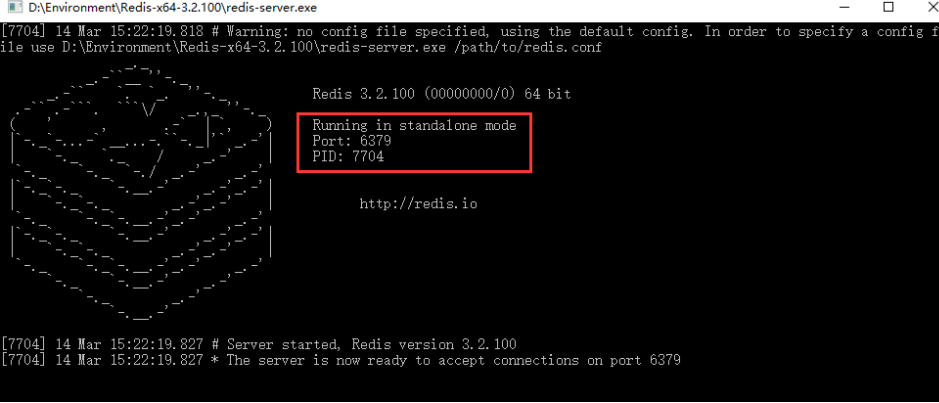 D:\Environment\Redis-x64-3.2.100\redis-server.exe
[7704] 14 Mar 15:22:19.818 # Warning: no config file specified, using the default config. In order to specify a config f
ile use D:\Environment\Redis-x64-3.2.100\redis-server.exe /path/to/redis.conf
Redis 3.2.100 (00000000/0) 64 bit
Running in standalone mode
Port: 6379
PID: 7704
http://redis.io
[7704] 14 Mar 15:22:19.827 # Server started, Redis version 3.2.100
[7704] 14 Mar 15:22:19.827 * The server is now ready to accept connections on port 6379